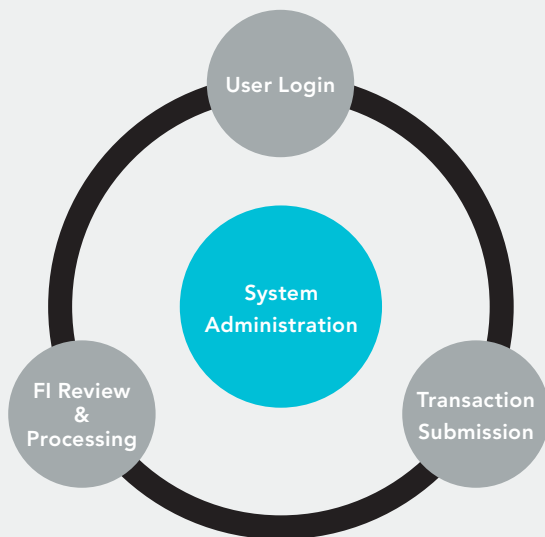 User Login
System
Administration
FI Review
&
Processing
Transaction
Submission